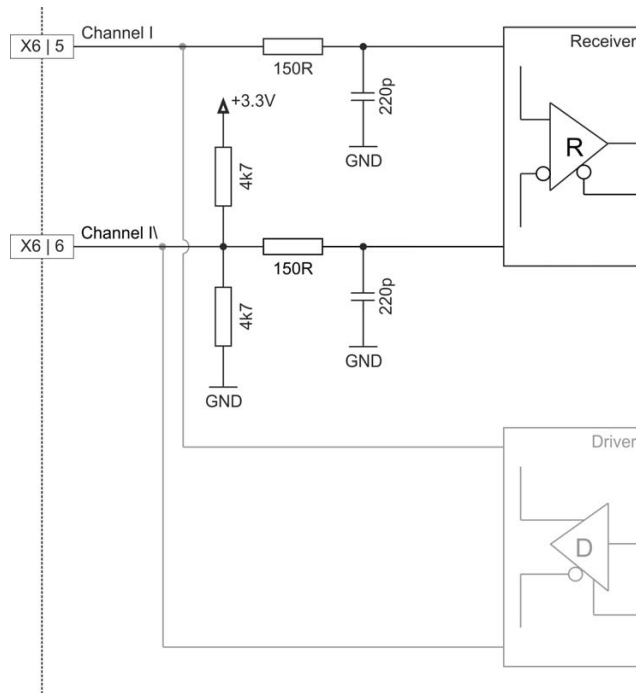 X6 | 5
Channel I
150R
220p
GND
Receiver
R
+3.3V
4k7
X6 | 6
Channel I\
150R
220p
GND
4k7
GND
Driver
D